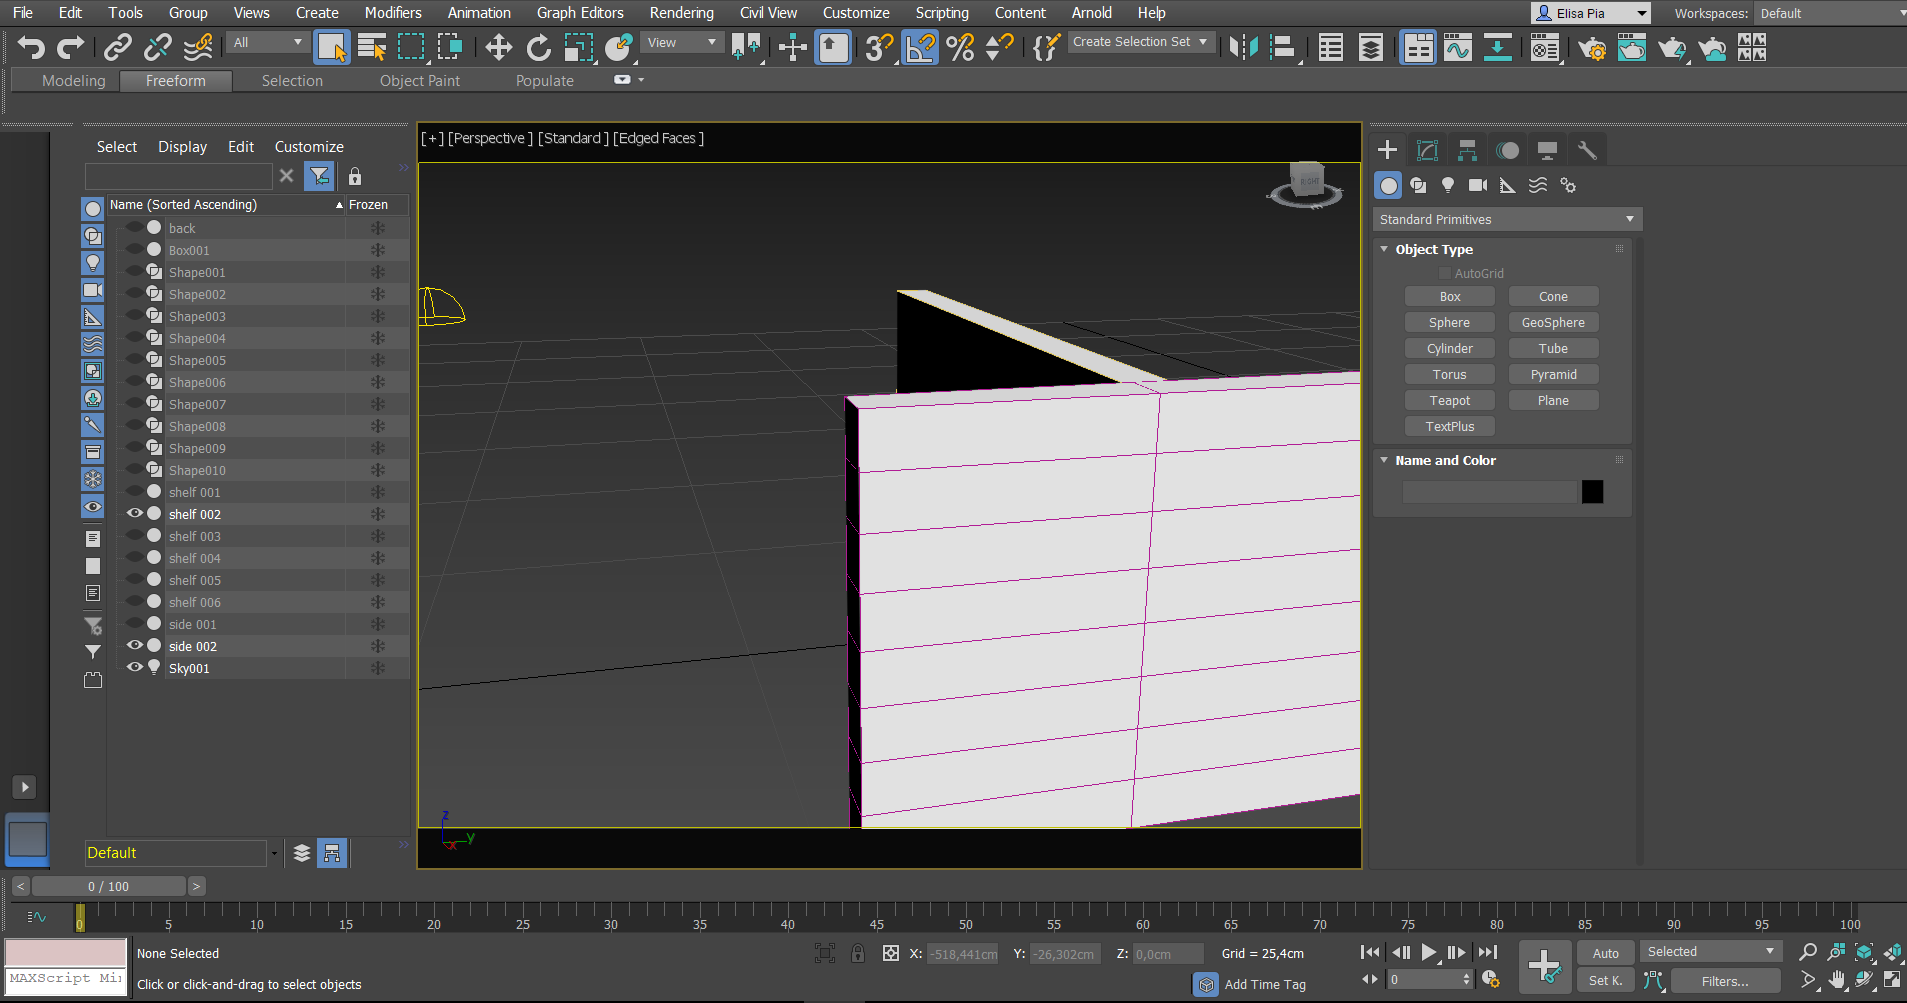 File Edit Tools Group Views Create Modifiers Animation Graph Editors Rendering Civil View Customize Scripting Content Arnold Help Elisa Pia Workspaces: Default
All View Create Selection Set
Modeling Freeform Selection Object Paint Populate
Select Display Edit Customize
[+] [Perspective ] [Standard ] [Edged Faces ]
Name (Sorted Ascending) Frozen
back
Box001
Shape001
Shape002
Shape003
Shape004
Shape005
Shape006
Shape007
Shape008
Shape009
Shape010
shelf 001
shelf 002
shelf 003
shelf 004
shelf 005
shelf 006
side 001
side 002
Sky001
Default
RIGHT
z
y
x
Standard Primitives
Object Type
AutoGrid
Box Cone
Sphere GeoSphere
Cylinder Tube
Torus Pyramid
Teapot Plane
TextPlus
Name and Color
< 0 / 100 >
0 5 10 15 20 25 30 35 40 45 50 55 60 65 70 75 80 85 90 95 100
None Selected X: -518,441cm Y: -26,302cm Z: 0,0cm Grid = 25,4cm Auto Selected
MAXScript Mi Click or click-and-drag to select objects Add Time Tag 0 Set K. Filters...